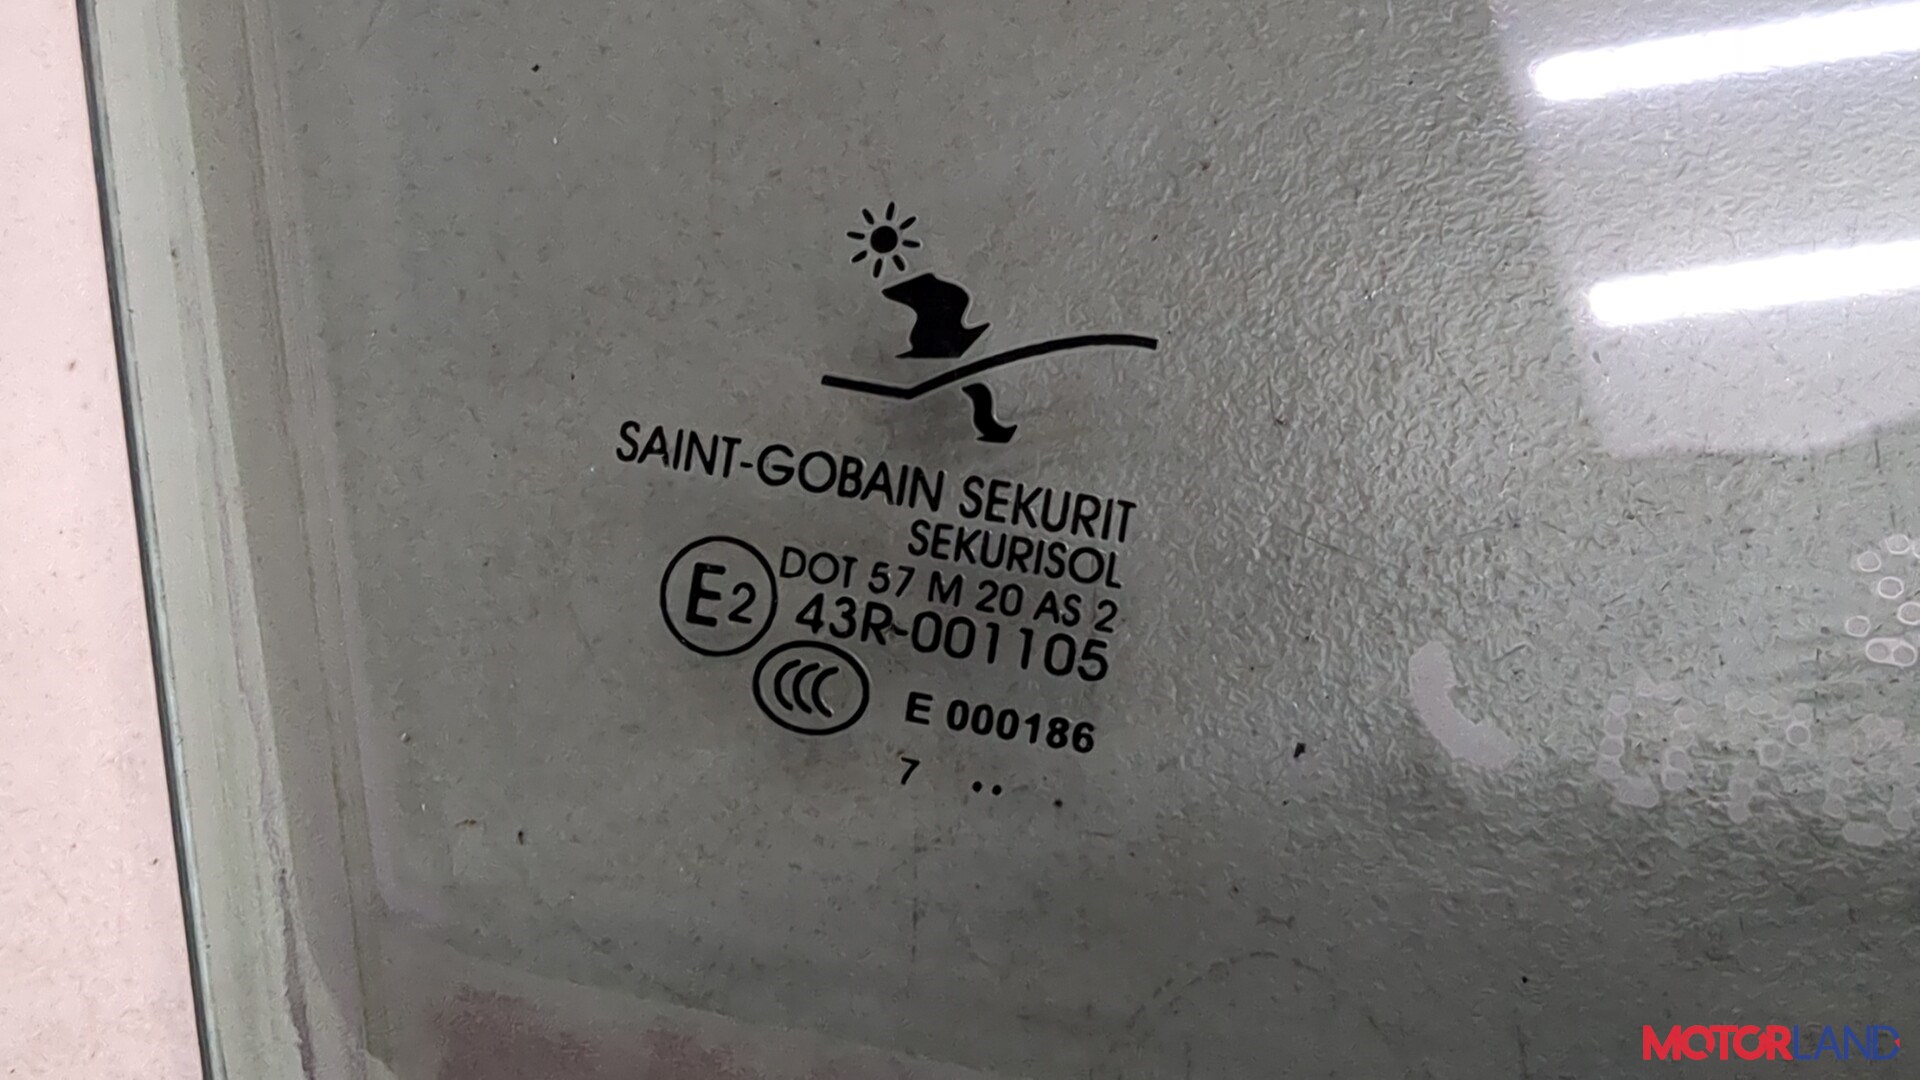 SAINT-GOBAIN SEKURIT
SEKURISOL
E2 DOT 57 M 20 AS 2
43R-001105
CCC E 000186
7 ..
MOTORLAND